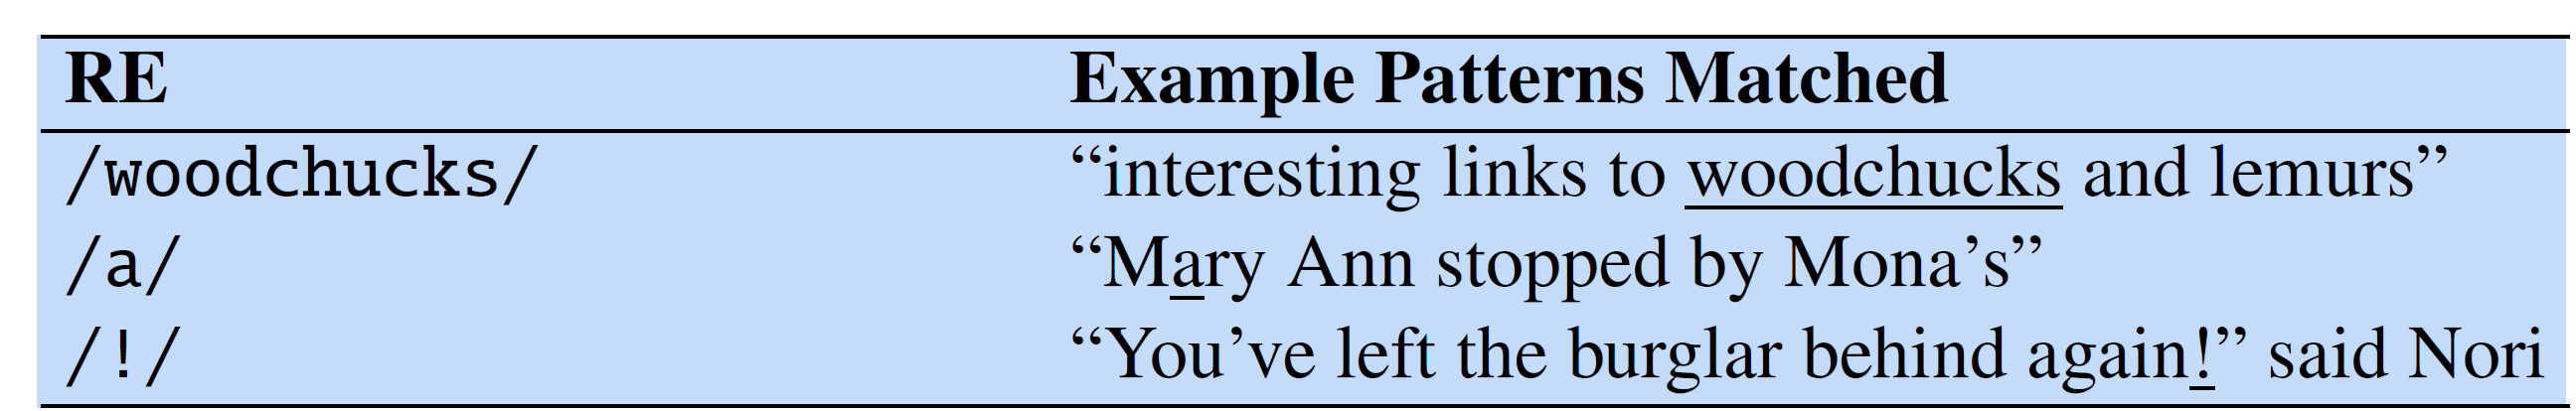 RE Example Patterns Matched
/woodchucks/ “interesting links to woodchucks and lemurs”
/a/ “Mary Ann stopped by Mona’s”
/!/ “You’ve left the burglar behind again!” said Nori